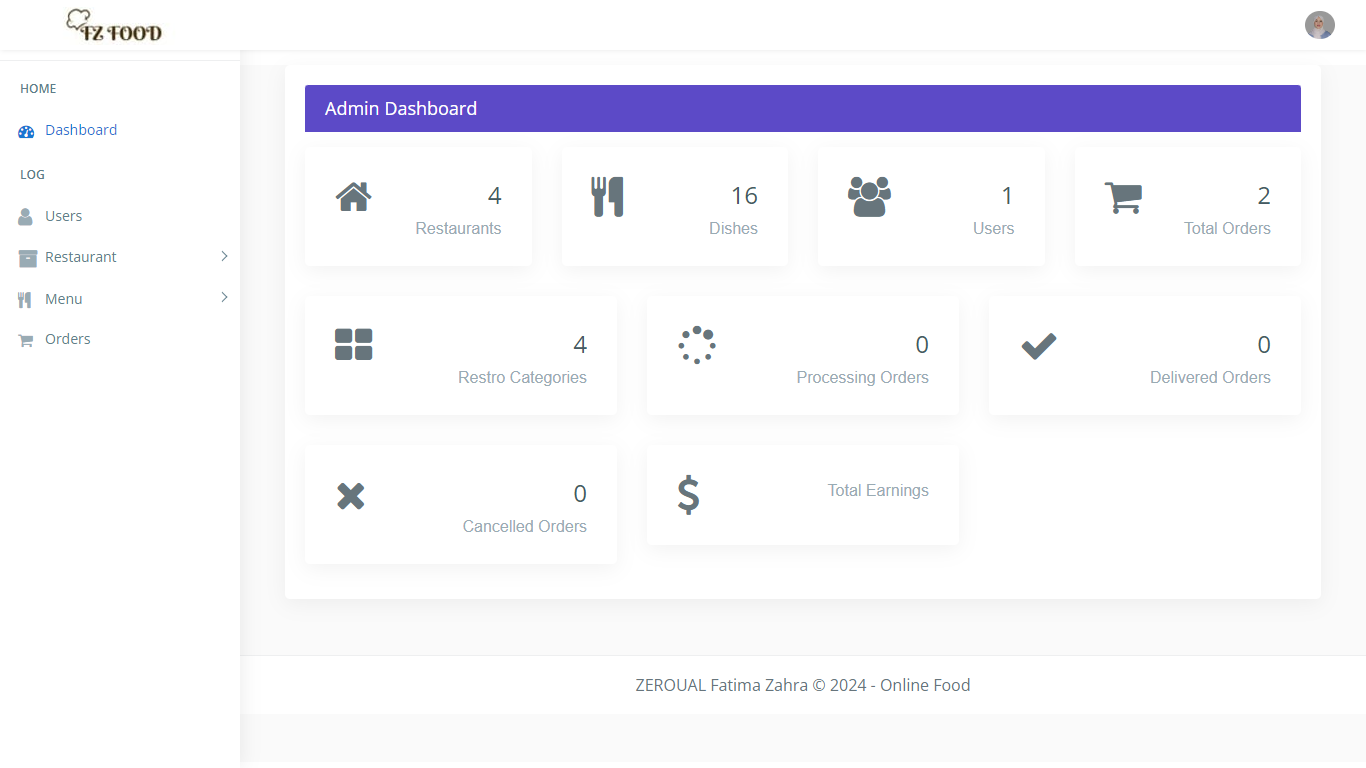 FZ FOOD
HOME
Dashboard
LOG
Users
Restaurant
Menu
Orders
Admin Dashboard
4
Restaurants
16
Dishes
1
Users
2
Total Orders
4
Restro Categories
0
Processing Orders
0
Delivered Orders
0
Cancelled Orders
Total Earnings
ZEROUAL Fatima Zahra © 2024 - Online Food